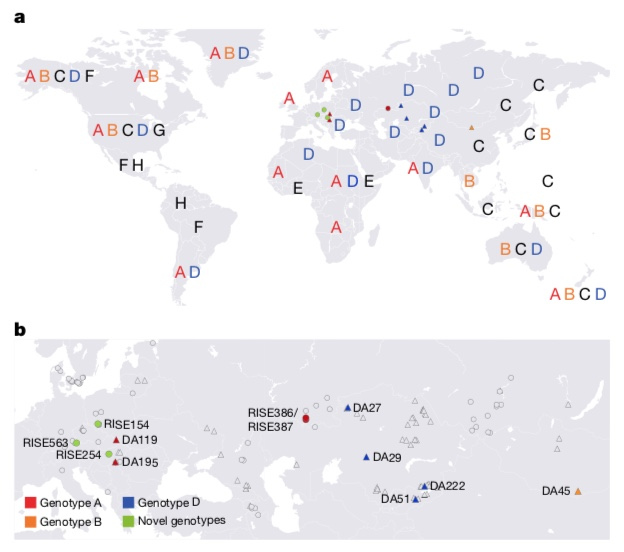 a
A B D
A B C D F
A B
A
D
D
D
C
A
D
C
D
D
A B C D G
D
D
C B
D
C
F H
A
A D
E
A D E
B
C
H
C
A B C
F
A
B C D
A D
A B C D
b
RISE386/
RISE387
DA27
RISE154
RISE563
DA119
RISE254
DA195
DA29
DA222
DA51
DA45
Genotype A
Genotype D
Genotype B
Novel genotypes